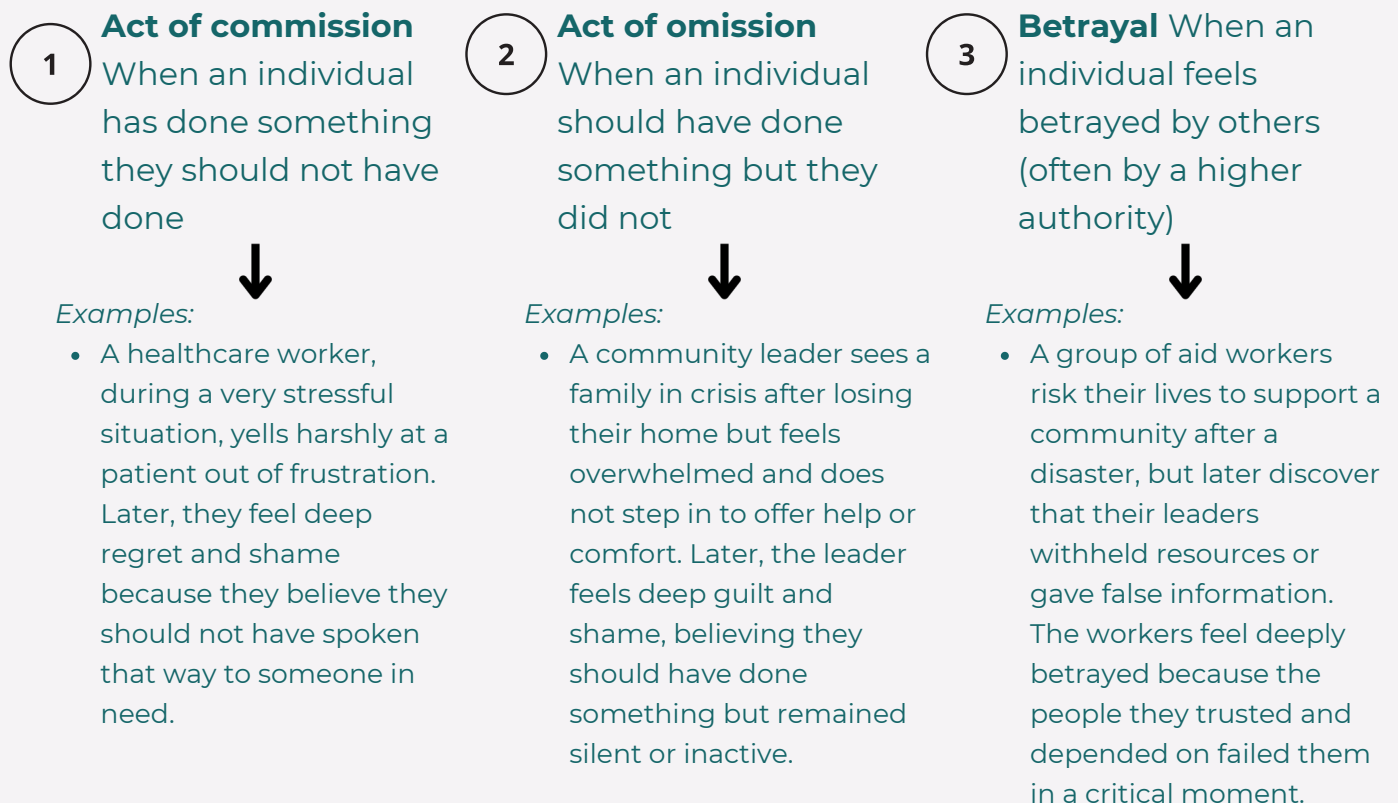 1
Act of commission
When an individual
has done something
they should not have
done
Examples:
• A healthcare worker,
during a very stressful
situation, yells harshly at a
patient out of frustration.
Later, they feel deep
regret and shame
because they believe they
should not have spoken
that way to someone in
need.
2
Act of omission
When an individual
should have done
something but they
did not
Examples:
• A community leader sees a
family in crisis after losing
their home but feels
overwhelmed and does
not step in to offer help or
comfort. Later, the leader
feels deep guilt and
shame, believing they
should have done
something but remained
silent or inactive.
3
Betrayal When an
individual feels
betrayed by others
(often by a higher
authority)
Examples:
• A group of aid workers
risk their lives to support a
community after a
disaster, but later discover
that their leaders
withheld resources or
gave false information.
The workers feel deeply
betrayed because the
people they trusted and
depended on failed them
in a critical moment.